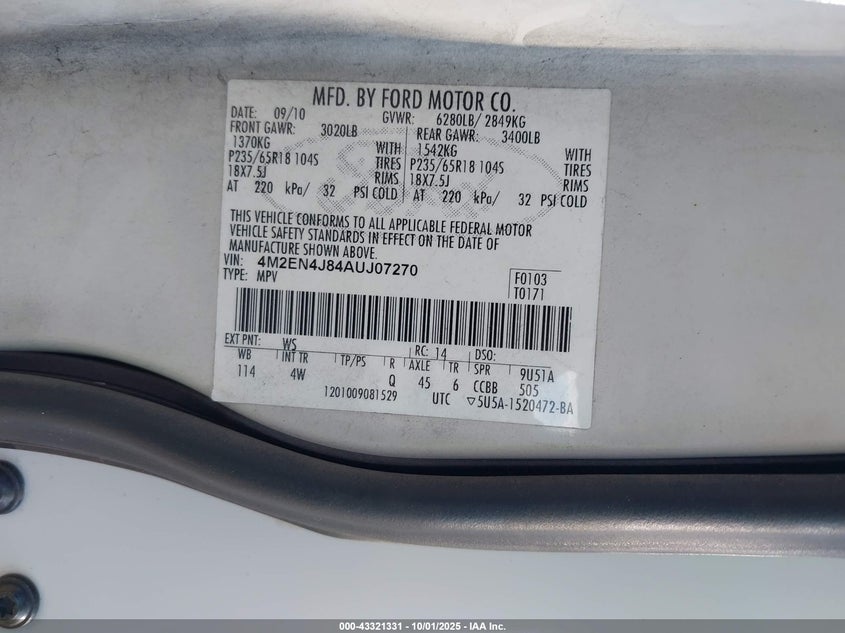 MFD. BY FORD MOTOR CO.
DATE: 09/10 GVWR: 6280LB/ 2849KG
FRONT GAWR: 3020LB REAR GAWR: 3400LB
1370KG WITH 1542KG WITH
P235/65R18 104S TIRES P235/65R18 104S TIRES
18X7.5J RIMS 18X7.5J RIMS
AT 220 kPa/ 32 PSI COLD AT 220 kPa/ 32 PSI COLD
THIS VEHICLE CONFORMS TO ALL APPLICABLE FEDERAL MOTOR
VEHICLE SAFETY STANDARDS IN EFFECT ON THE DATE OF
MANUFACTURE SHOWN ABOVE.
VIN: 4M2EN4J84AUJ07270
TYPE: MPV
F0103
T0171
EXT PNT: WS RC: 14 DSO:
WB INT TR TP/PS R AXLE TR SPR 9U51A
114 4W Q 45 6 CCBB 505
1201009081529 UTC ▽5U5A-1520472-BA
000-43321331 | 10/01/2025 | IAA Inc.